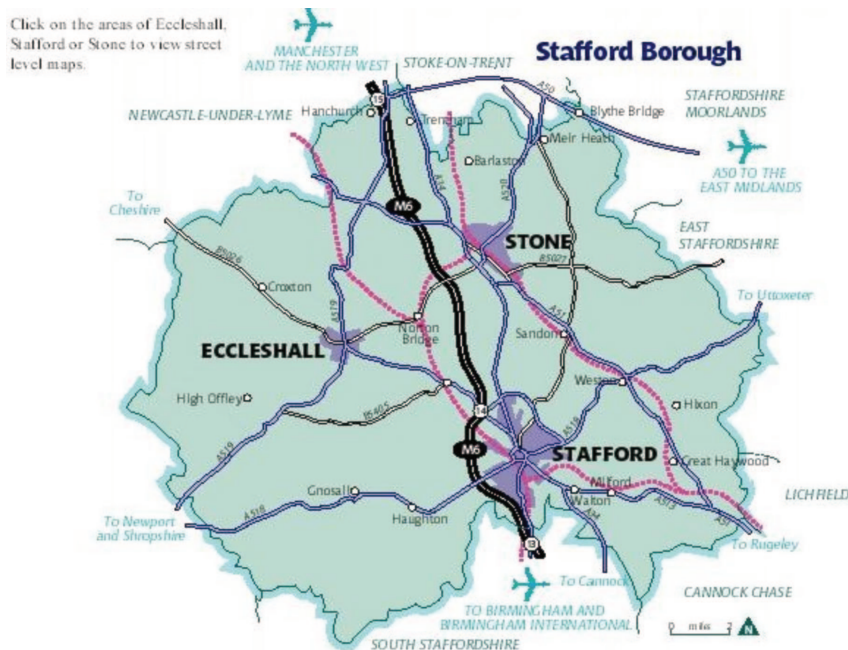 Click on the areas of Eccleshall,
Stafford or Stone to view street
level maps.
Stafford Borough
MANCHESTER
AND THE NORTH WEST
STOKE-ON-TRENT
NEWCASTLE-UNDER-LYME
Hanchurch
15
Trentham
A50
Blythe Bridge
STAFFORDSHIRE
MOORLANDS
Meir Heath
Barlaston
A50 TO THE
EAST MIDLANDS
A34
A520
To
Cheshire
M6
STONE
EAST
STAFFORDSHIRE
B5026
B5027
Croxton
A519
To Uttoxeter
A51
Norton
Bridge
Sandon
ECCLESHALL
Weston
High Offley
Hixon
B5405
14
A518
A519
M6
STAFFORD
Great Haywood
Gnosall
Milford
Walton
LICHFIELD
A518
Haughton
A34
A513
A51
To Newport
and Shropshire
13
To Rugeley
To Cannock
CANNOCK CHASE
TO BIRMINGHAM AND
BIRMINGHAM INTERNATIONAL
0 miles 2
N
SOUTH STAFFORDSHIRE